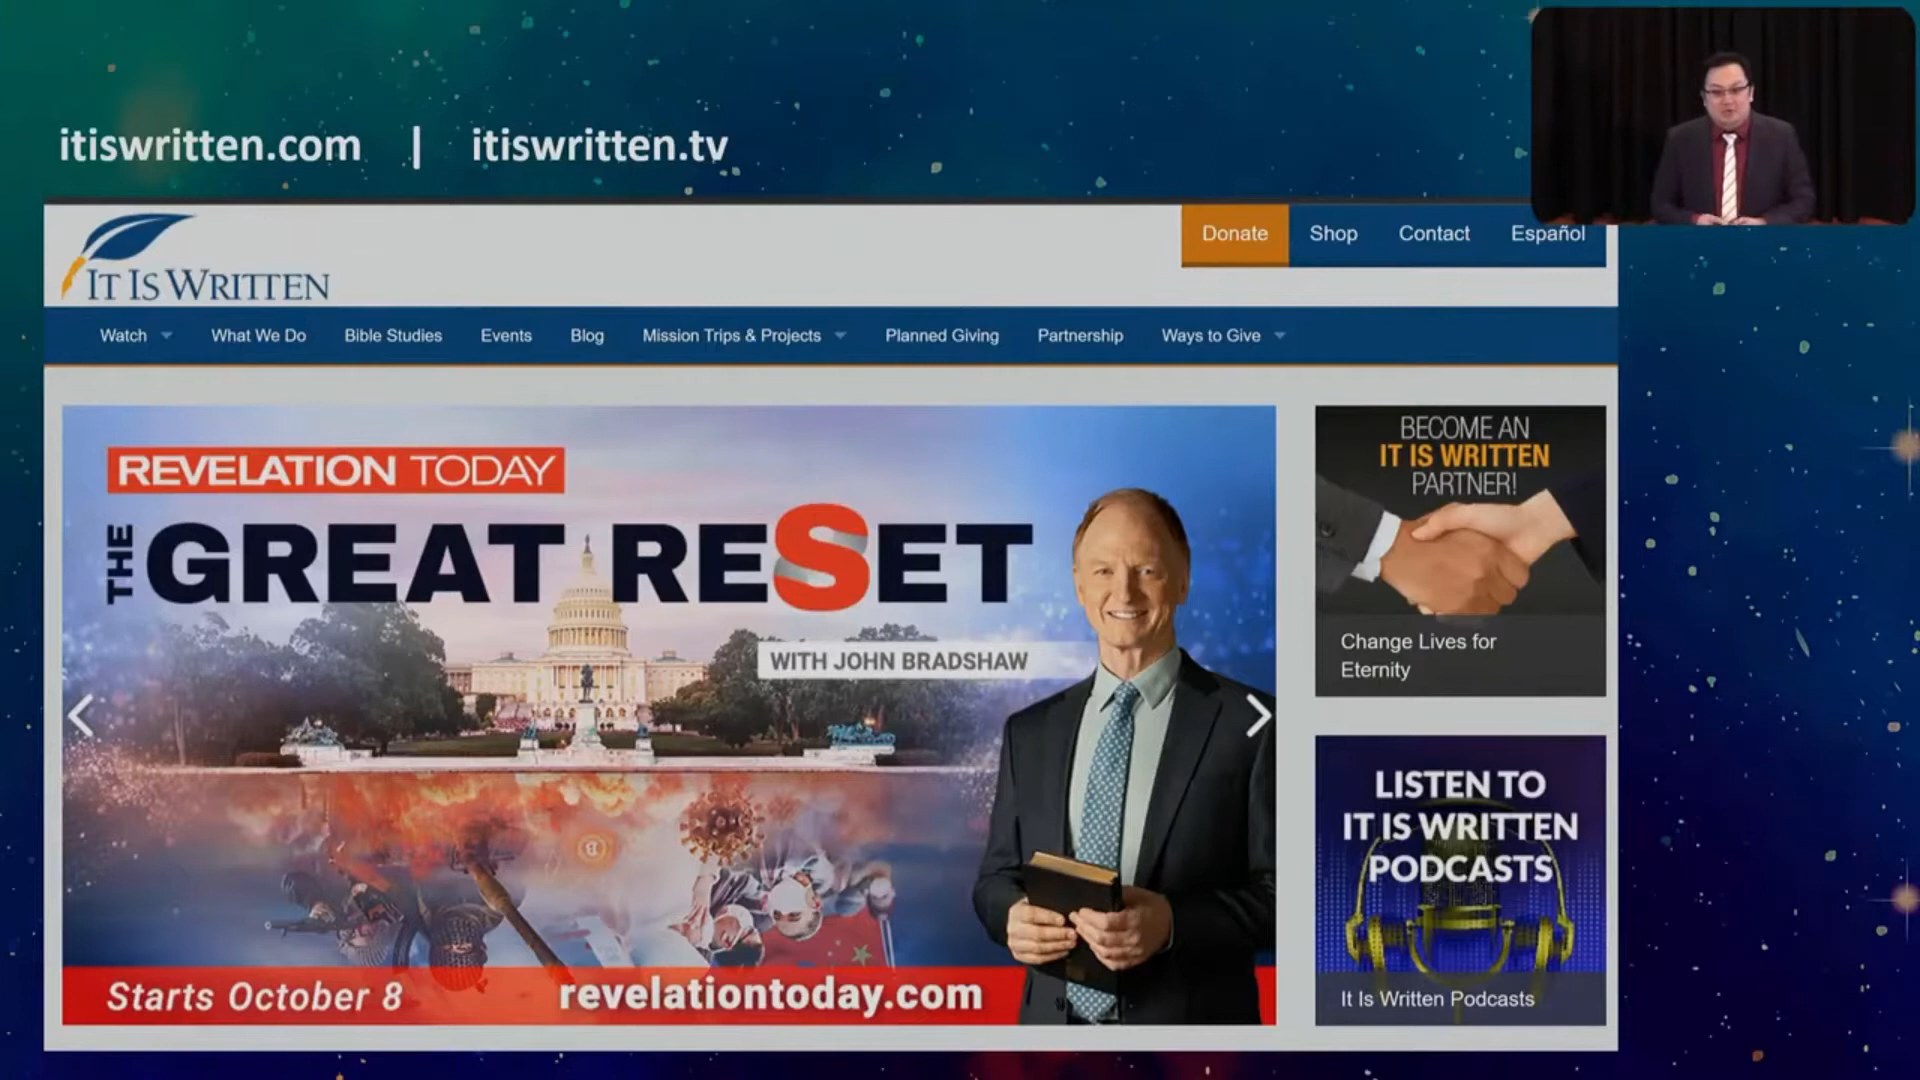 itiswritten.com | itiswritten.tv
IT IS WRITTEN
Donate Shop Contact Español
Watch What We Do Bible Studies Events Blog Mission Trips & Projects Planned Giving Partnership Ways to Give
REVELATION TODAY
THE GREAT RESET
WITH JOHN BRADSHAW
Starts October 8 revelationtoday.com
BECOME AN
IT IS WRITTEN
PARTNER!
Change Lives for
Eternity
LISTEN TO
IT IS WRITTEN
PODCASTS
It Is Written Podcasts